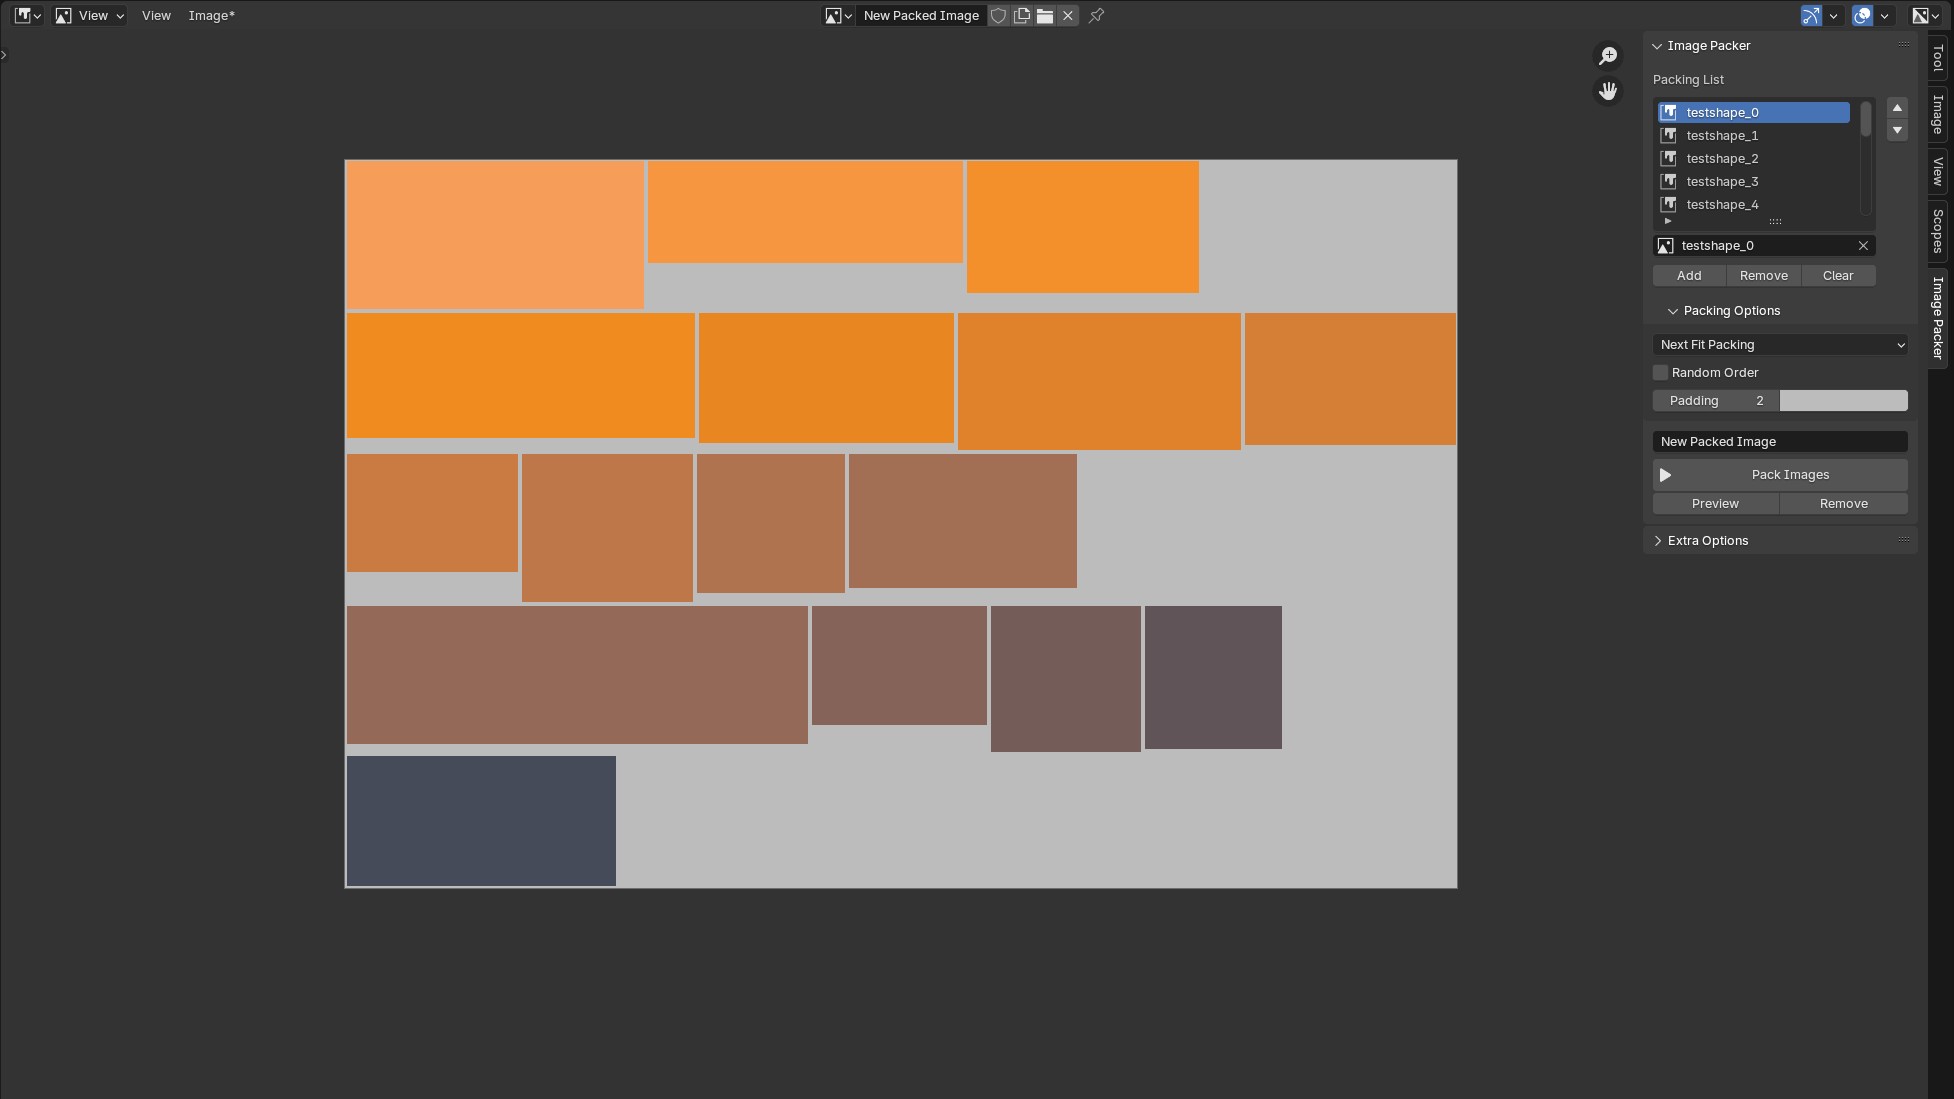 View View Image* New Packed Image
Image Packer
Packing List
testshape_0
testshape_1
testshape_2
testshape_3
testshape_4
testshape_0
Add Remove Clear
Packing Options
Next Fit Packing
Random Order
Padding 2
New Packed Image
Pack Images
Preview Remove
Extra Options
Tool
Image
View
Scopes
Image Packer